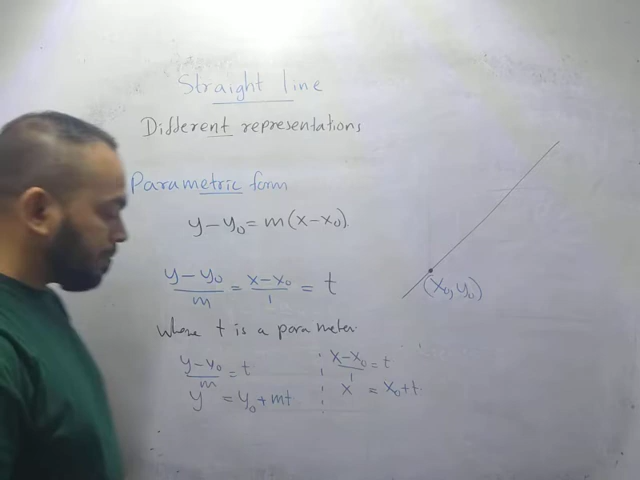 Straight line
Different representations
Parametric form
y-y₀=m(x-x₀)
(x₀,y₀)
y-y₀/m = x-x₀/1 = t
Where t is a parameter
y-y₀/m = t
x-x₀/1 = t
y = y₀+mt
x = x₀+t